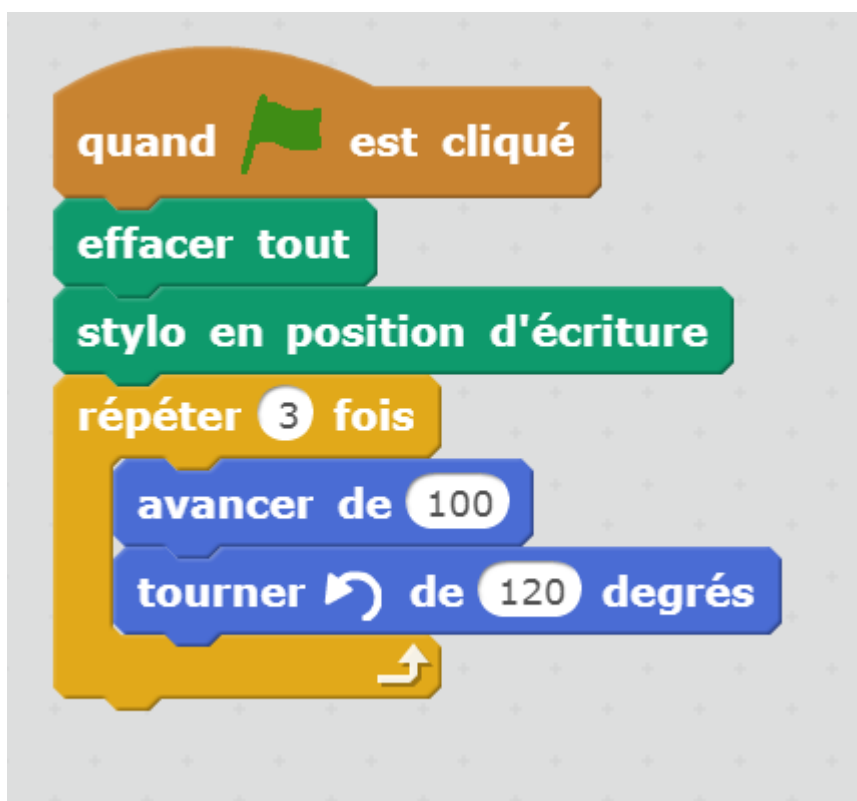 quand est cliqué
effacer tout
stylo en position d'écriture
répéter 3 fois
avancer de 100
tourner de 120 degrés